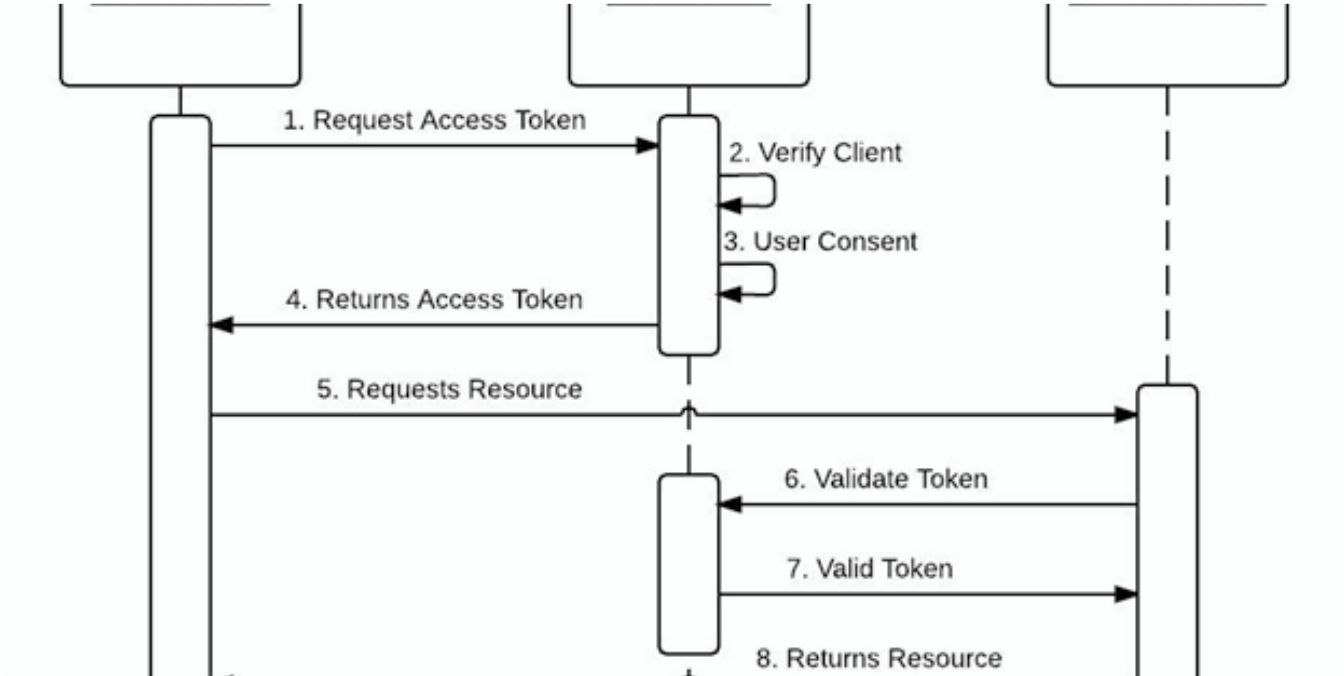 1. Request Access Token
2. Verify Client
3. User Consent
4. Returns Access Token
5. Requests Resource
6. Validate Token
7. Valid Token
8. Returns Resource